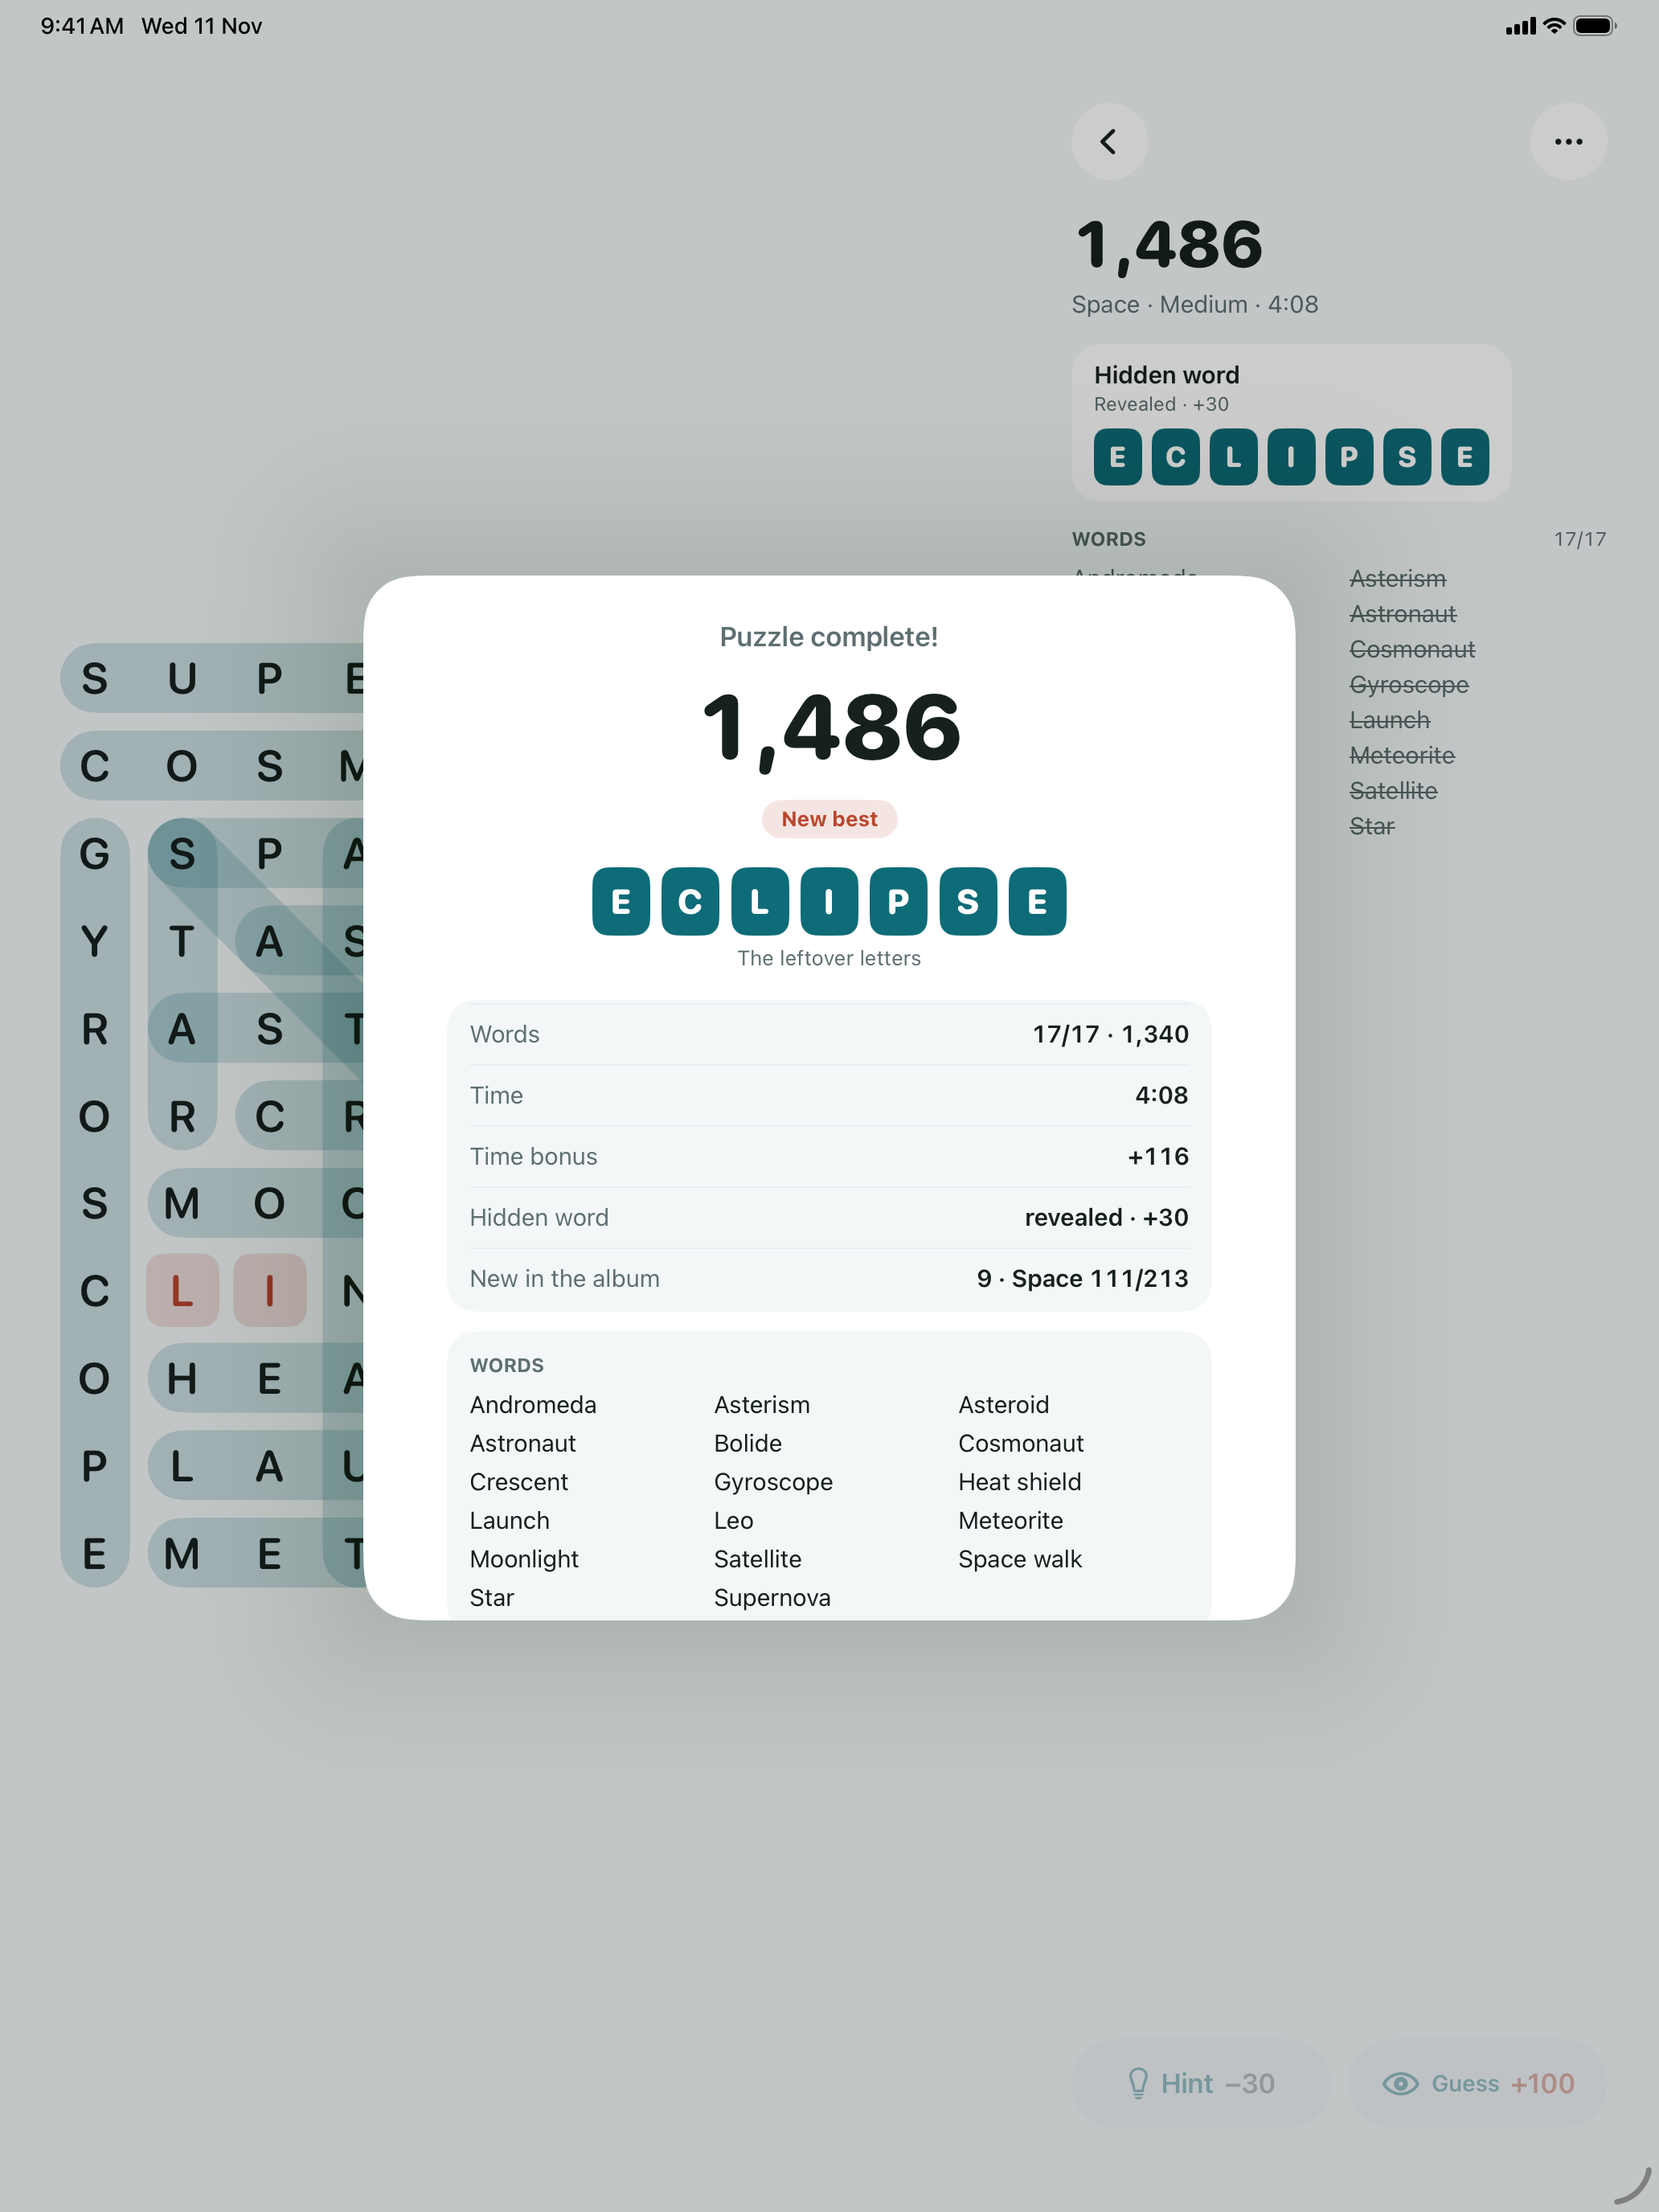 9:41 AM Wed 11 Nov
1,486
Space · Medium · 4:08
Hidden word
Revealed · +30
E C L I P S E
WORDS 17/17
Asterism
Astronaut
Cosmonaut
Gyroscope
Launch
Meteorite
Satellite
Star
S U P E
C O S M
G S P A
Y T A S
R A S T
O R C R
S M O O
C L I N
O H E A
P L A U
E M E T
Puzzle complete!
1,486
New best
E C L I P S E
The leftover letters
Words 17/17 · 1,340
Time 4:08
Time bonus +116
Hidden word revealed · +30
New in the album 9 · Space 111/213
WORDS
Andromeda Asterism Asteroid
Astronaut Bolide Cosmonaut
Crescent Gyroscope Heat shield
Launch Leo Meteorite
Moonlight Satellite Space walk
Star Supernova
Hint –30
Guess +100